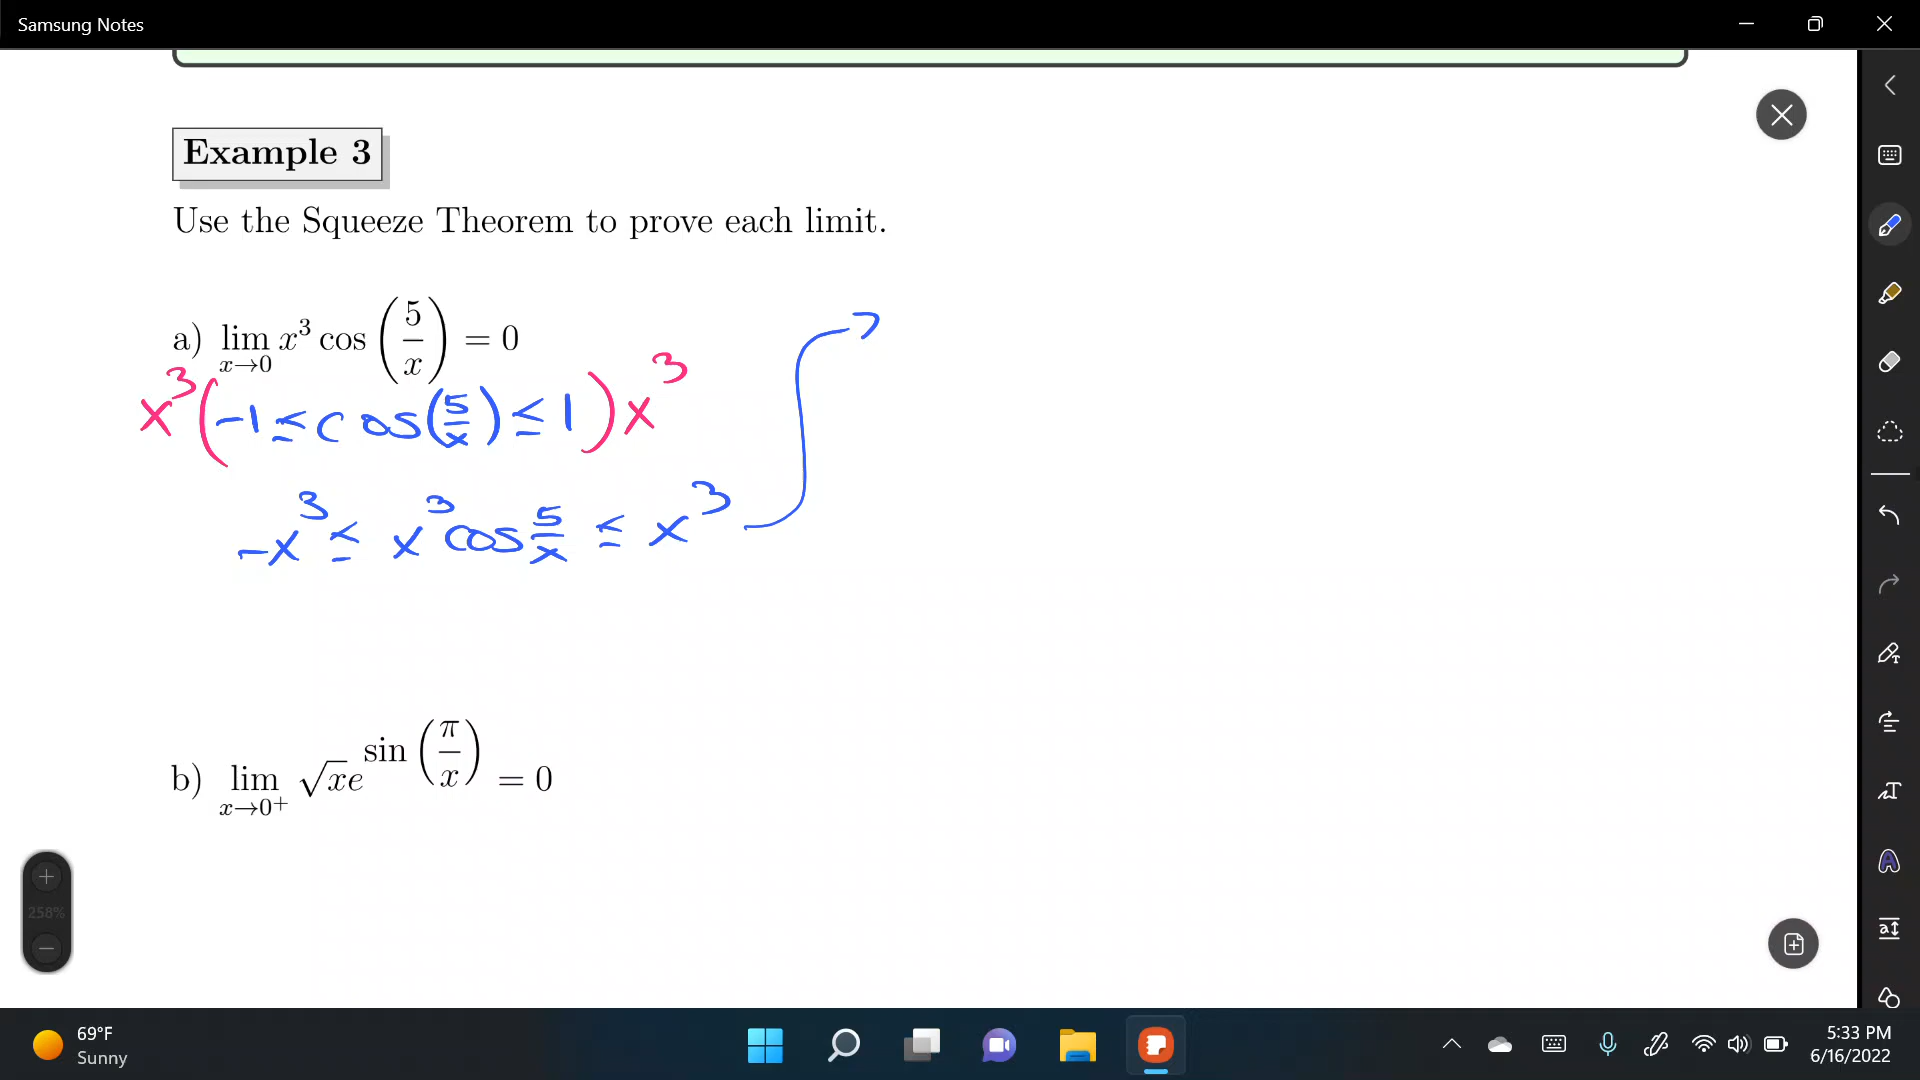 Samsung Notes
Example 3
Use the Squeeze Theorem to prove each limit.
a) lim x→0 x³ cos(5/x) = 0
x³(-1 ≤ cos(5/x) ≤ 1)x³
-x³ ≤ x³ cos 5/x ≤ x³
b) lim x→0⁺ √x e^sin(π/x) = 0
258%
69°F
Sunny
5:33 PM
6/16/2022